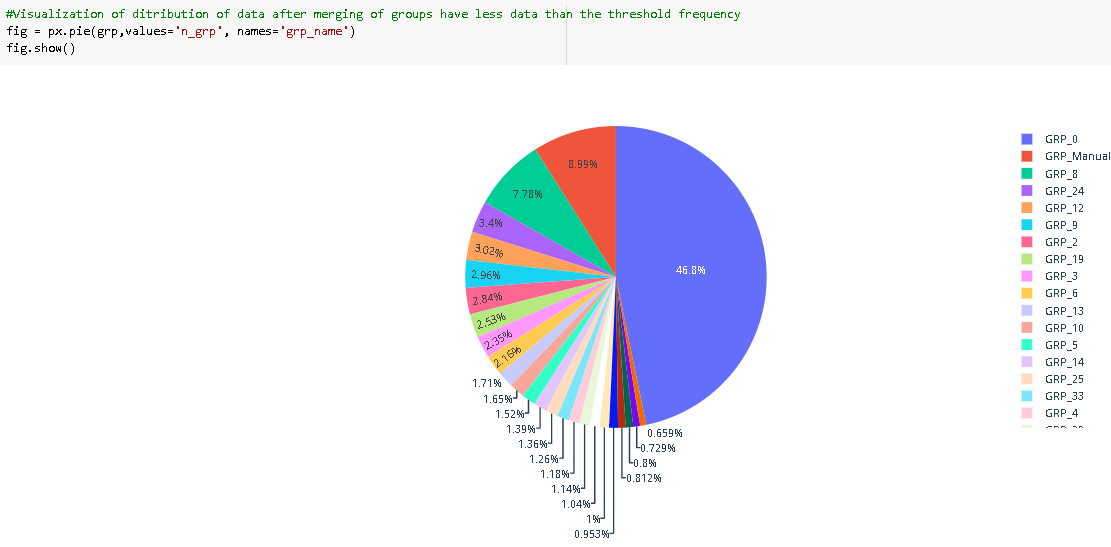 #Visualization of ditribution of data after merging of groups have less data than the threshold frequency
fig = px.pie(grp,values='n_grp', names='grp_name')
fig.show()
8.99%
7.78%
3.4%
3.02%
2.96%
2.84%
2.53%
2.35%
2.16%
46.8%
1.71%
1.65%
1.52%
1.39%
1.36%
1.26%
1.18%
1.14%
1.04%
1%
0.953%
0.659%
0.729%
0.8%
0.812%
GRP_0
GRP_Manual
GRP_8
GRP_24
GRP_12
GRP_9
GRP_2
GRP_19
GRP_3
GRP_6
GRP_13
GRP_10
GRP_5
GRP_14
GRP_25
GRP_33
GRP_4